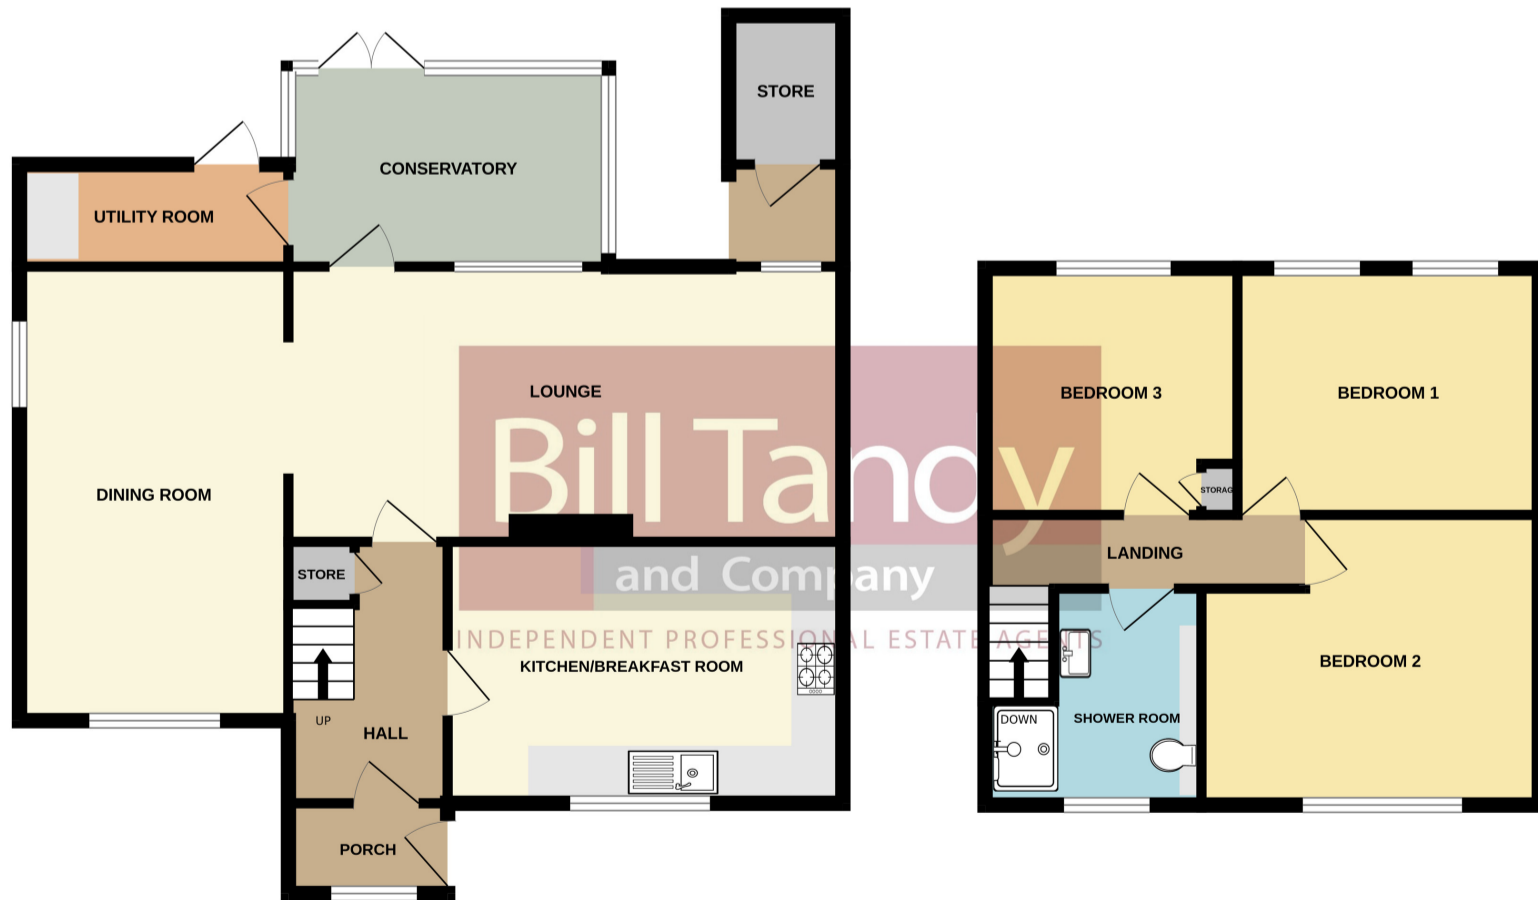 STORE
CONSERVATORY
UTILITY ROOM
LOUNGE
DINING ROOM
STORE
KITCHEN/BREAKFAST ROOM
UP
HALL
PORCH
BEDROOM 3
BEDROOM 1
STORAG
LANDING
BEDROOM 2
SHOWER ROOM
DOWN
Bill Tandy
and Company
INDEPENDENT PROFESSIONAL ESTATE AGENTS